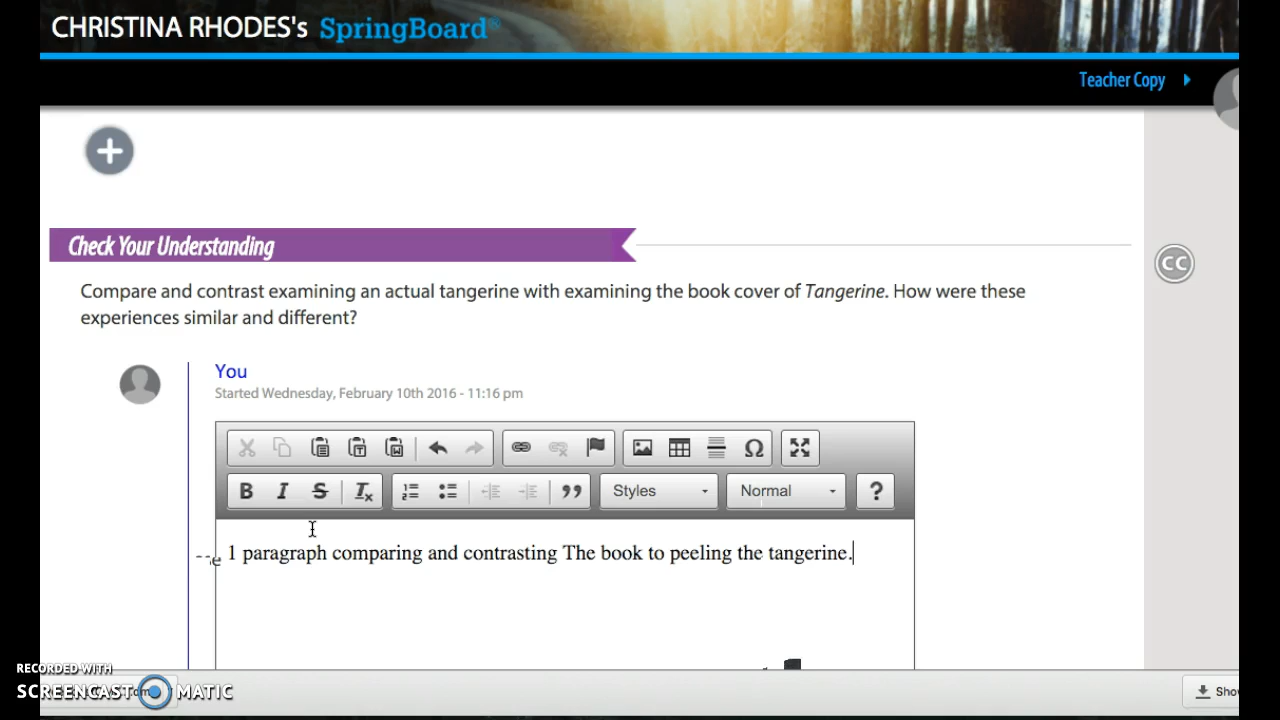 CHRISTINA RHODES's SpringBoard®
Teacher Copy
Check Your Understanding
CC
Compare and contrast examining an actual tangerine with examining the book cover of Tangerine. How were these
experiences similar and different?
You
Started Wednesday, February 10th 2016 - 11:16 pm
Styles
Normal
?
1 paragraph comparing and contrasting The book to peeling the tangerine.
RECORDED WITH
SCREENCAST MATIC